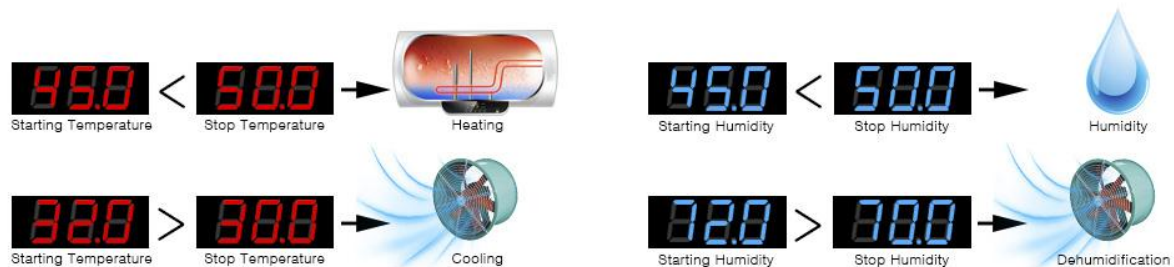 45.0 < 50.0
Starting Temperature Stop Temperature Heating
45.0 < 50.0
Starting Humidity Stop Humidity Humidity
32.0 > 30.0
Starting Temperature Stop Temperature Cooling
72.0 > 70.0
Starting Humidity Stop Humidity Dehumidification